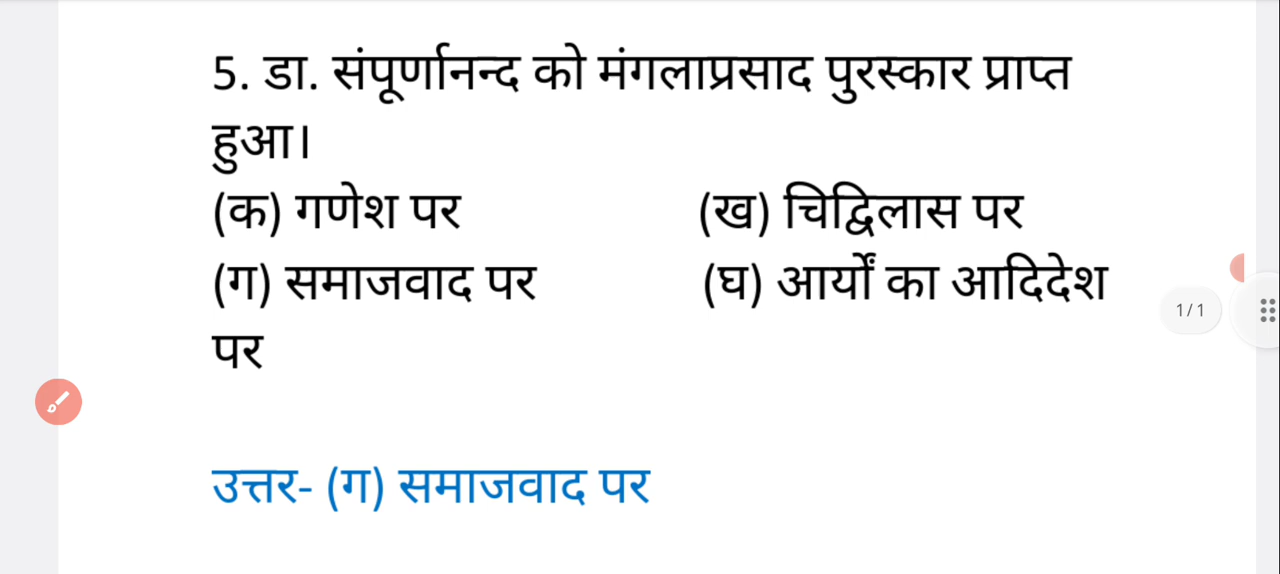 5. डा. संपूर्णानन्द को मंगलाप्रसाद पुरस्कार प्राप्त
हुआ।
(क) गणेश पर (ख) चिद्विलास पर
(ग) समाजवाद पर (घ) आर्यों का आदिदेश
पर
1/1
उत्तर- (ग) समाजवाद पर